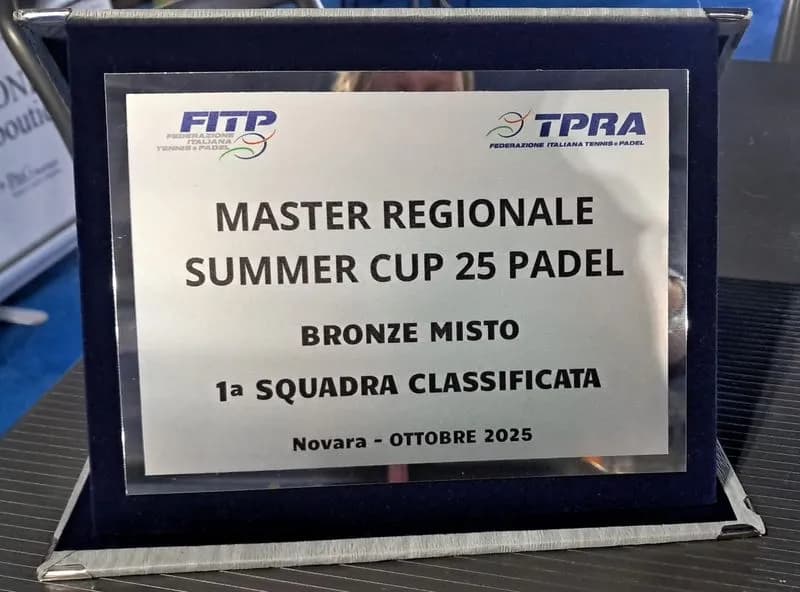 FITP
FEDERAZIONE
ITALIANA
TENNIS e PADEL
TPRA
FEDERAZIONE ITALIANA TENNIS e PADEL
MASTER REGIONALE
SUMMER CUP 25 PADEL
BRONZE MISTO
1a SQUADRA CLASSIFICATA
Novara - OTTOBRE 2025